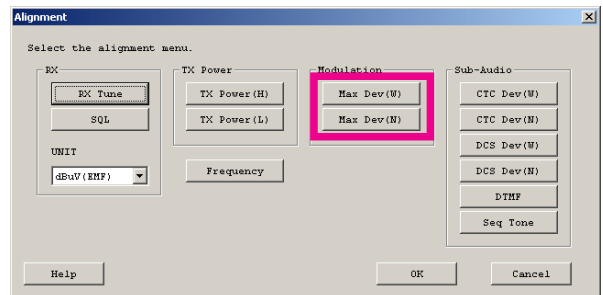 Alignment
Select the alignment menu.
RX
RX Tune
SQL
UNIT
dBuV(EMF)
TX Power
TX Power(H)
TX Power(L)
Frequency
Modulation
Max Dev(W)
Max Dev(N)
Sub-Audio
CTC Dev(W)
CTC Dev(N)
DCS Dev(W)
DCS Dev(N)
DTMF
Seq Tone
Help
OK
Cancel